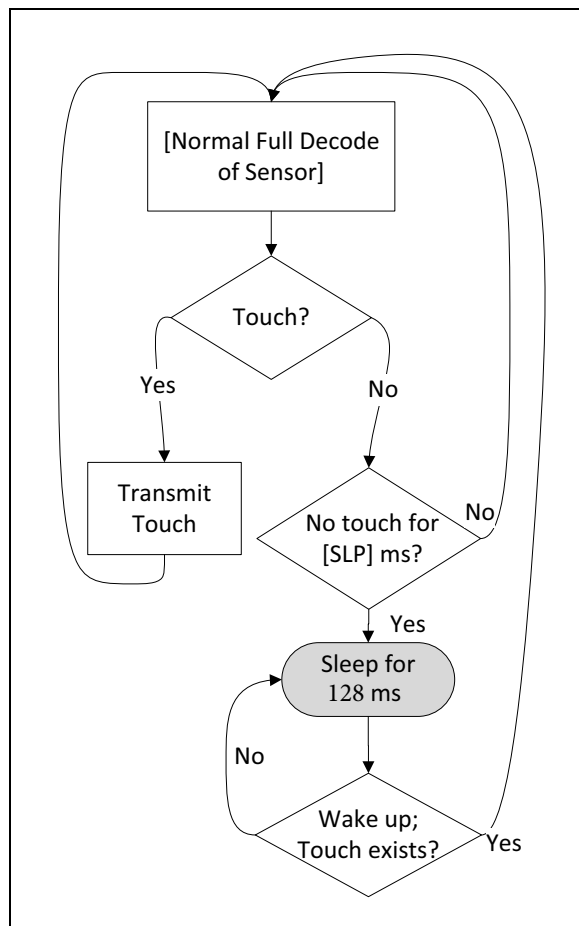 [Normal Full Decode
of Sensor]
Touch?
Yes
No
Transmit
Touch
No touch for
[SLP] ms?
No
Yes
Sleep for
128 ms
No
Wake up;
Touch exists?
Yes